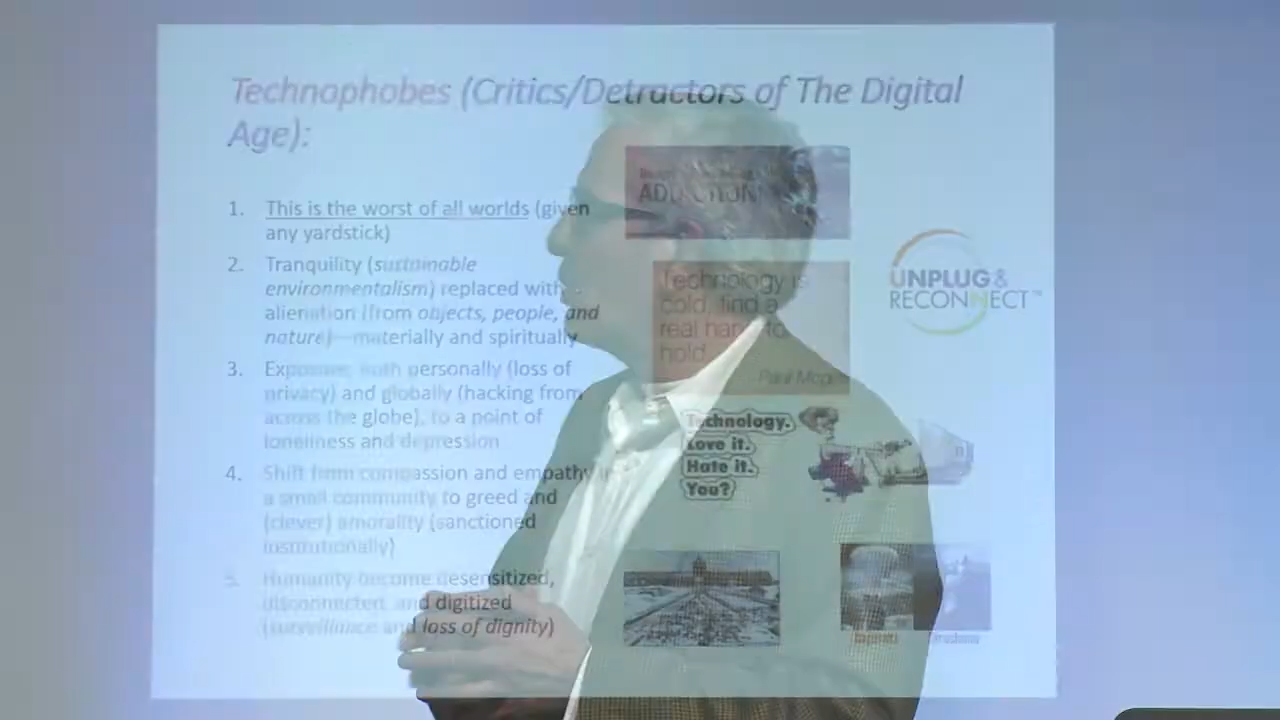 Technophobes (Critics/Detractors of The Digital
Age):
1. This is the worst of all worlds (given
any yardstick)
2. Tranquility (sustainable
environmentalism) replaced with
alienation (from objects, people, and
nature)—materially and spiritually
3. Exposure, both personally (loss of
privacy) and globally (hacking from
across the globe), to a point of
loneliness and depression
4. Shift from compassion and empathy in
a small community to greed and
(clever) amorality (sanctioned
institutionally)
5. Humanity become desensitized,
disconnected, and digitized
(surveillance and loss of dignity)
ADDICTION
Technology is
cold, find a
real hand to
hold.
Paul
UNPLUG &
RECONNECT™
Technology.
Love it.
Hate it.
You?